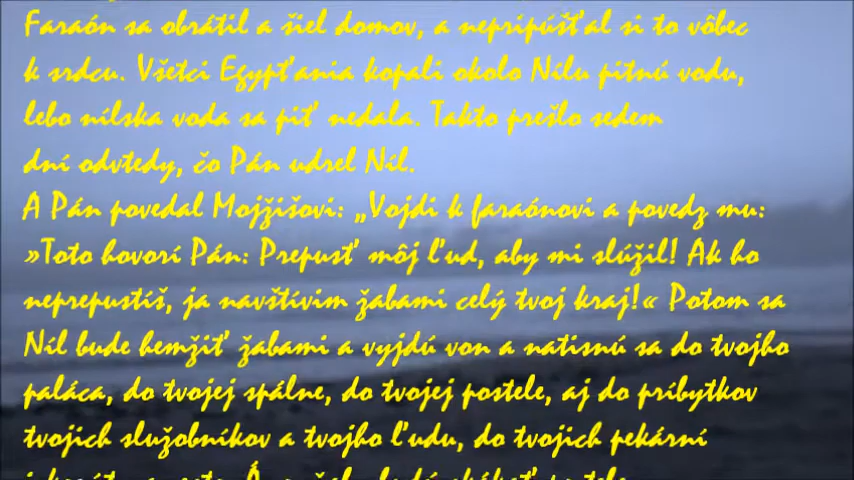 Faraón sa obrátil a šiel domov, a nepripúšťal si to vôbec
k srdcu. Všetci Egypťania kopali okolo Nílu pitnú vodu,
lebo nílska voda sa piť nedala. Takto prešlo sedem
dní odvtedy, čo Pán udrel Níl.
A Pán povedal Mojžišovi: „Vojdi k faraónovi a povedz mu:
»Toto hovorí Pán: Prepusť môj ľud, aby mi slúžil! Ak ho
neprepustíš, ja navštívim žabami celý tvoj kraj!« Potom sa
Níl bude hemžiť žabami a vyjdú von a natisnú sa do tvojho
paláca, do tvojej spálne, do tvojej postele, aj do príbytkov
tvojich služobníkov a tvojho ľudu, do tvojich pekární